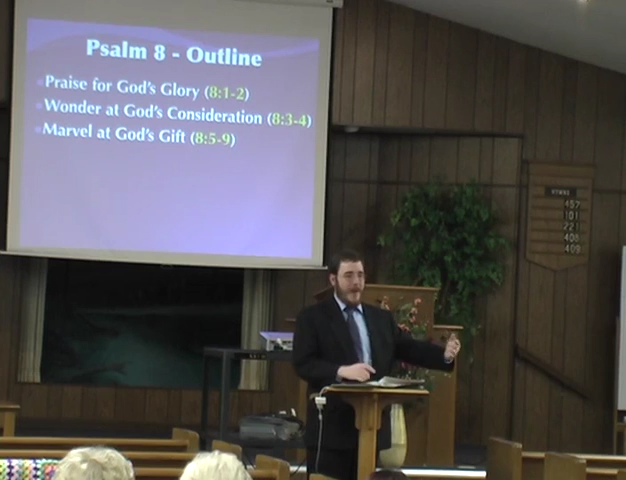 Psalm 8 - Outline
Praise for God's Glory (8:1-2)
Wonder at God's Consideration (8:3-4)
Marvel at God's Gift (8:5-9)
HYMNS
457
101
221
408
409